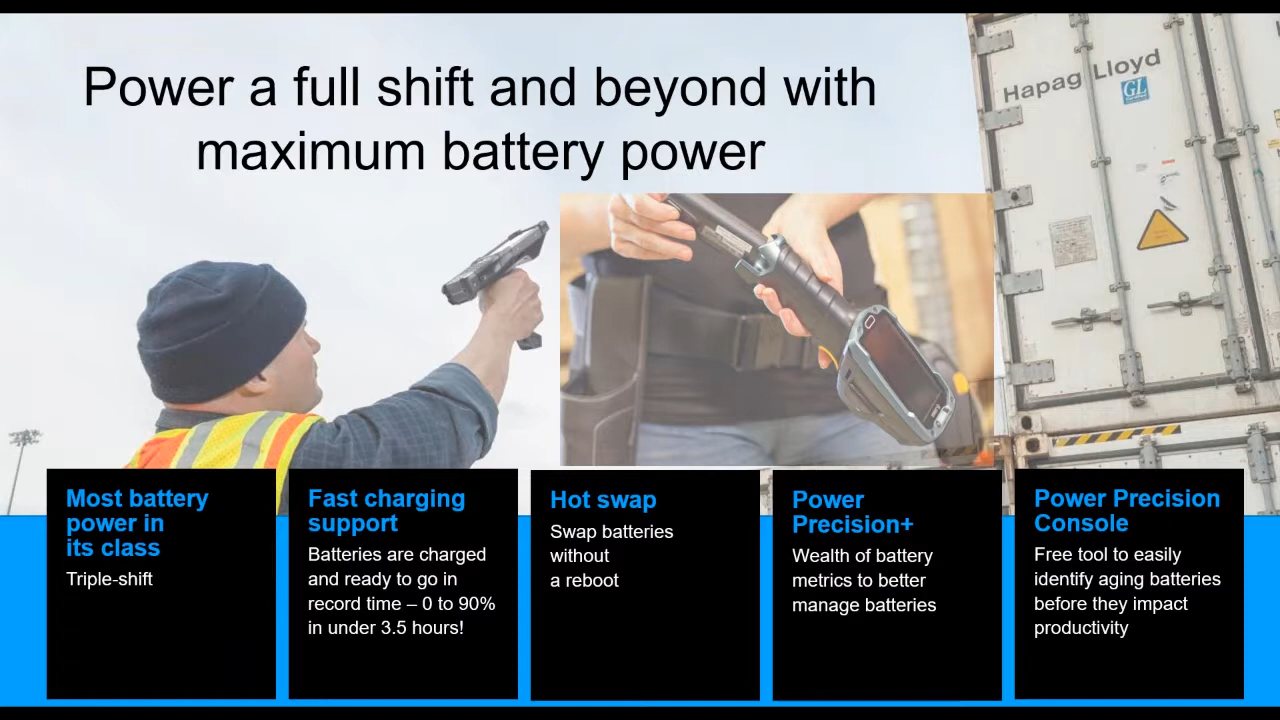 Power a full shift and beyond with
maximum battery power
Hapag Lloyd
GL
Most battery
power in
its class
Triple-shift
Fast charging
support
Batteries are charged
and ready to go in
record time – 0 to 90%
in under 3.5 hours!
Hot swap
Swap batteries
without
a reboot
Power
Precision+
Wealth of battery
metrics to better
manage batteries
Power Precision
Console
Free tool to easily
identify aging batteries
before they impact
productivity